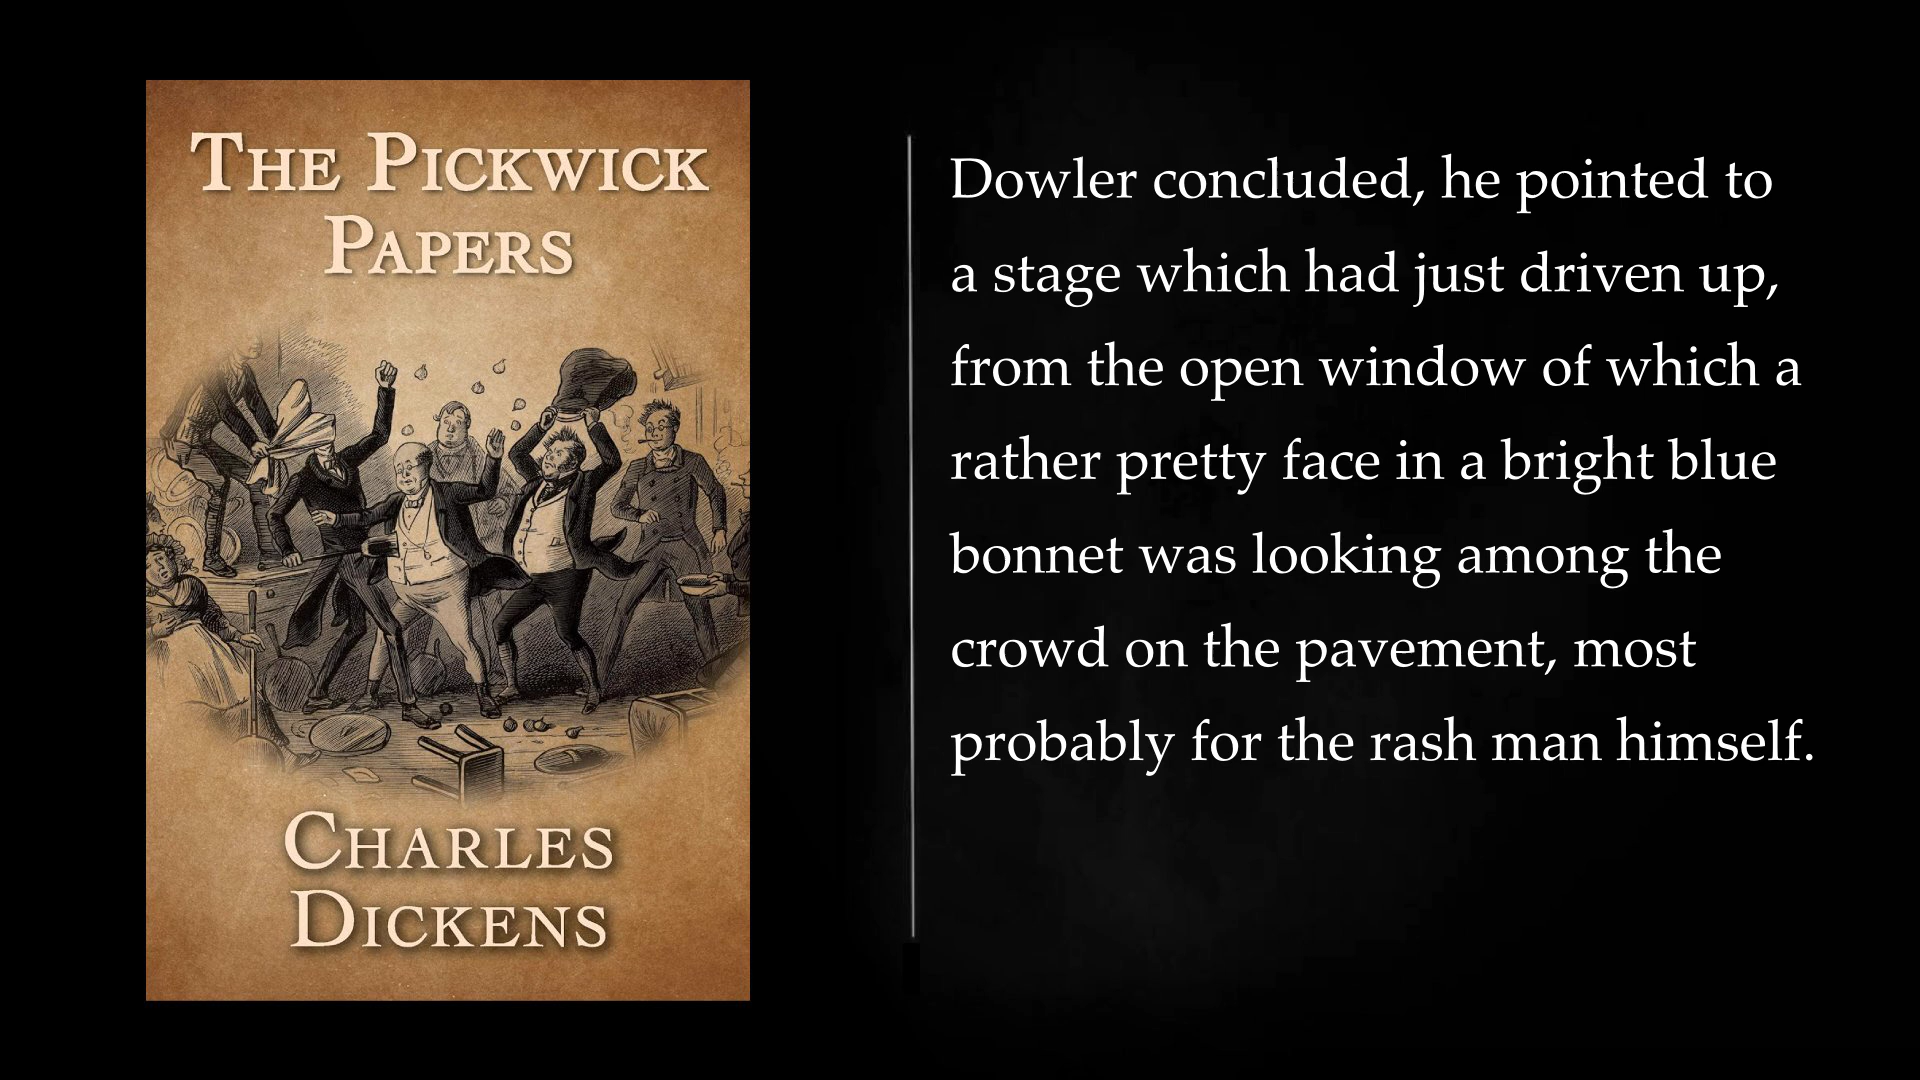 THE PICKWICK
PAPERS
CHARLES
DICKENS
Dowler concluded, he pointed to
a stage which had just driven up,
from the open window of which a
rather pretty face in a bright blue
bonnet was looking among the
crowd on the pavement, most
probably for the rash man himself.